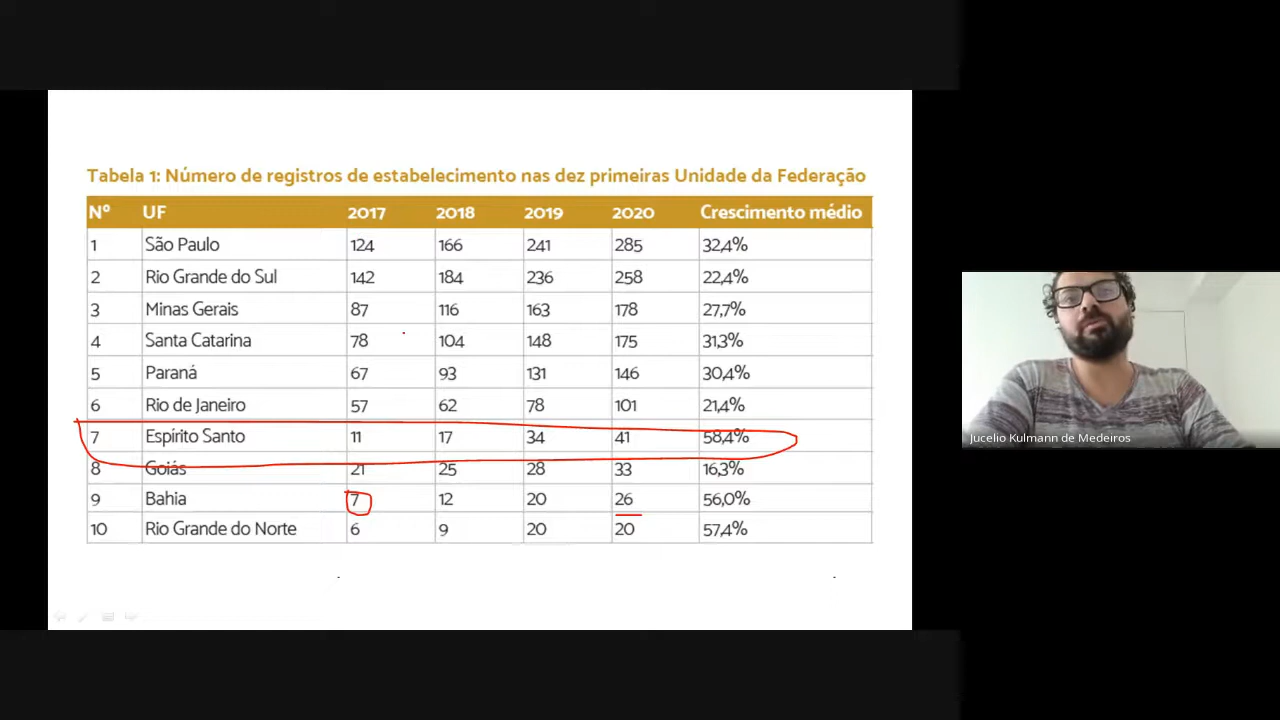 Tabela 1: Número de registros de estabelecimento nas dez primeiras Unidade da Federação
Nº UF 2017 2018 2019 2020 Crescimento médio
1 São Paulo 124 166 241 285 32,4%
2 Rio Grande do Sul 142 184 236 258 22,4%
3 Minas Gerais 87 116 163 178 27,7%
4 Santa Catarina 78 104 148 175 31,3%
5 Paraná 67 93 131 146 30,4%
6 Rio de Janeiro 57 62 78 101 21,4%
7 Espírito Santo 11 17 34 41 58,4%
8 Goiás 21 25 28 33 16,3%
9 Bahia 7 12 20 26 56,0%
10 Rio Grande do Norte 6 9 20 20 57,4%
Jucelio Kulmann de Medeiros